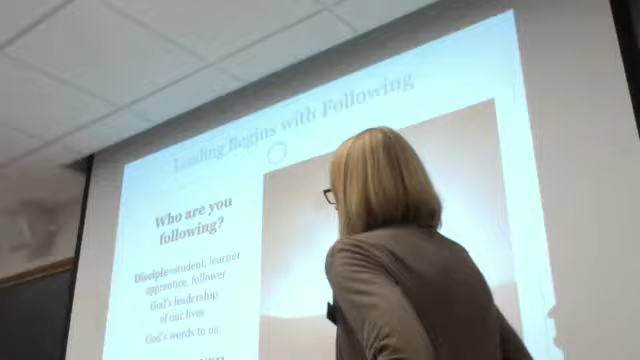 Leading Begins with Following
Who are you
following?
Disciple=student, learner
apprentice, follower
God's leadership
of our lives
God's words to us